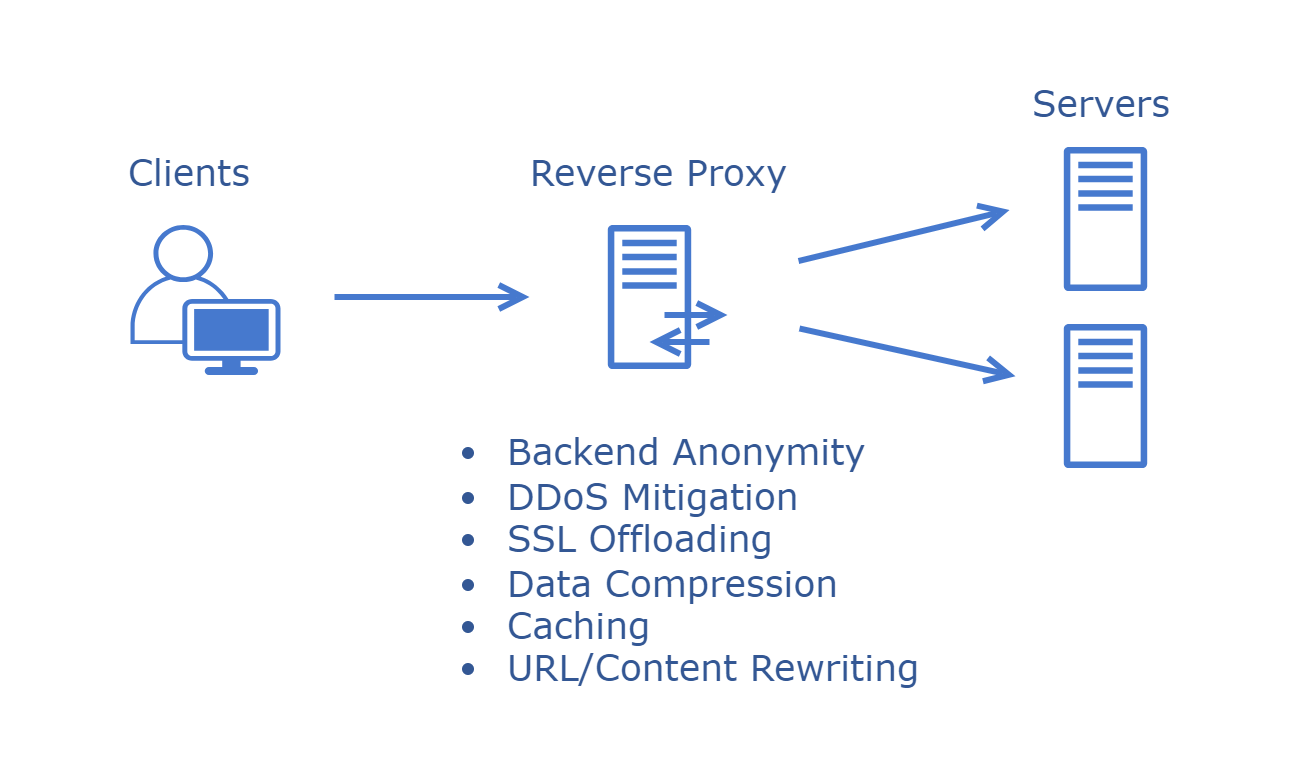 Servers
Clients
Reverse Proxy
• Backend Anonymity
• DDoS Mitigation
• SSL Offloading
• Data Compression
• Caching
• URL/Content Rewriting